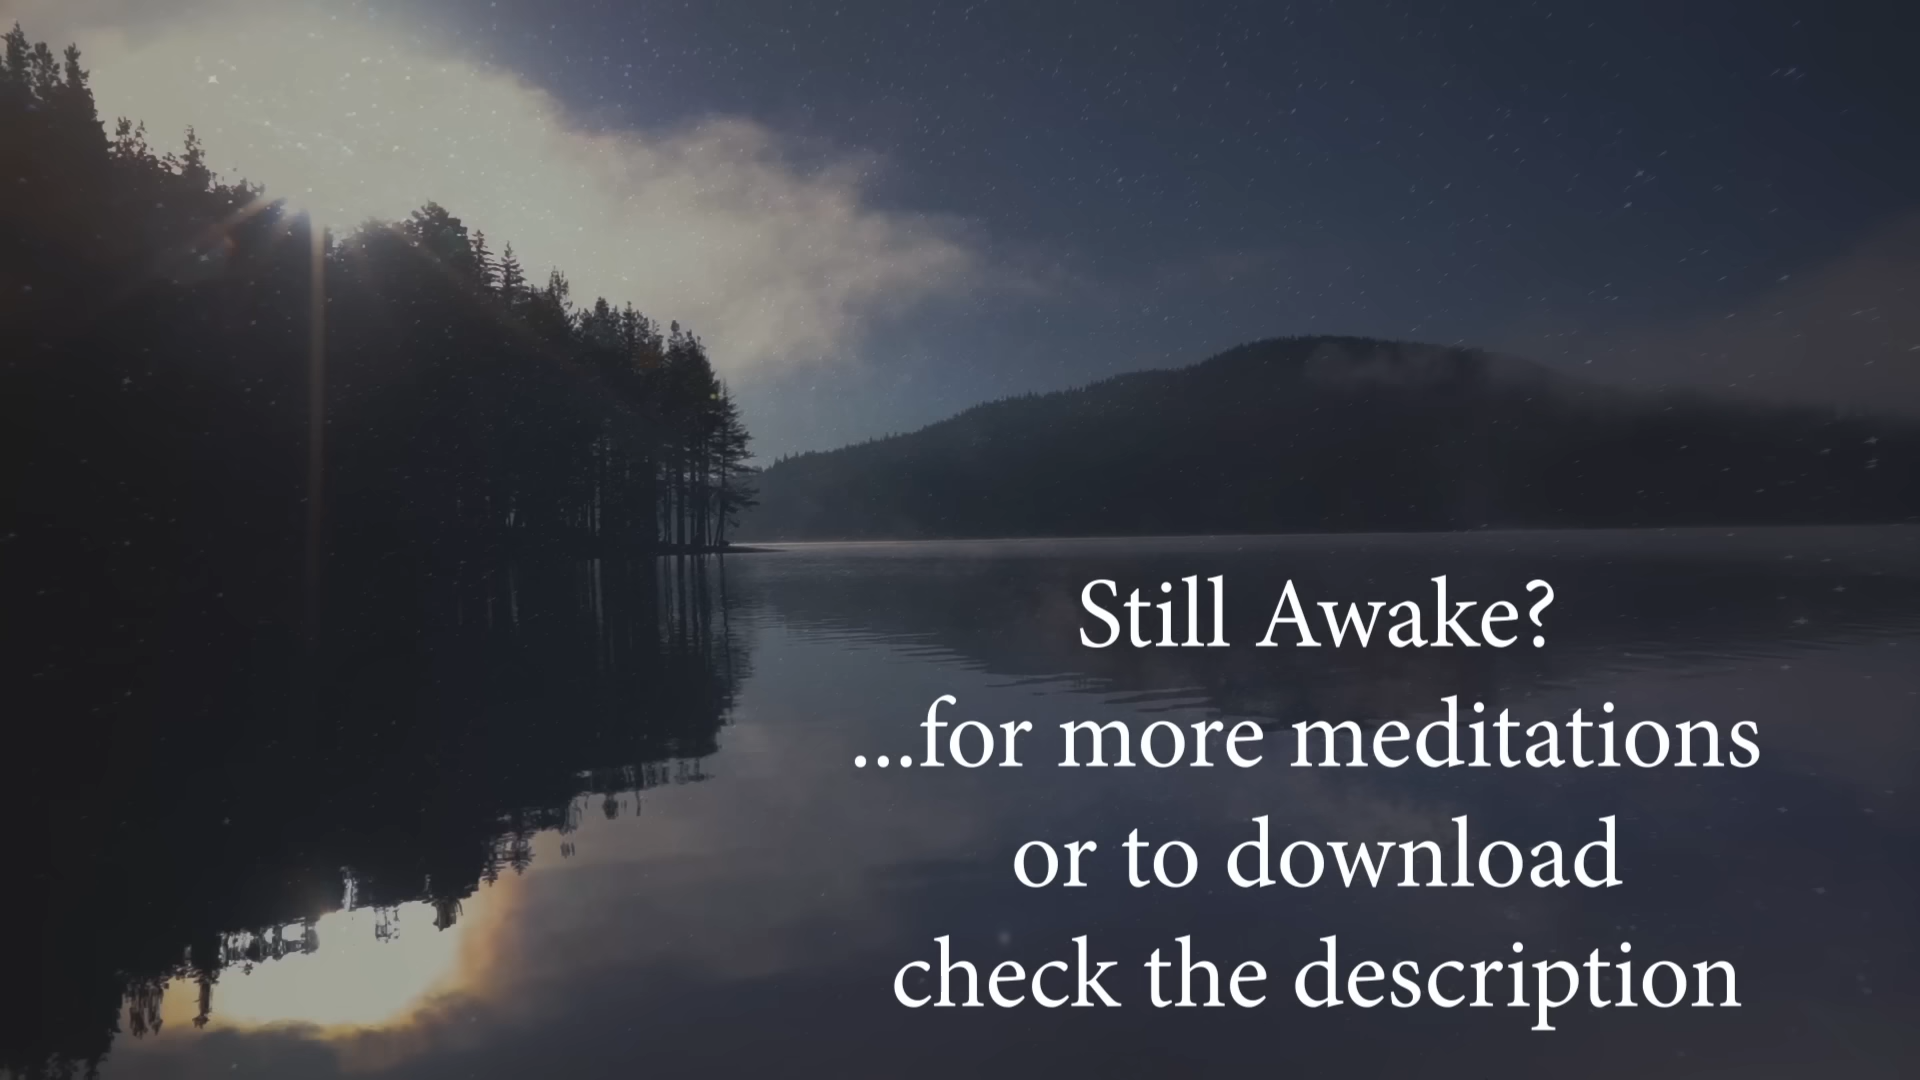 Still Awake?
...for more meditations
or to download
check the description